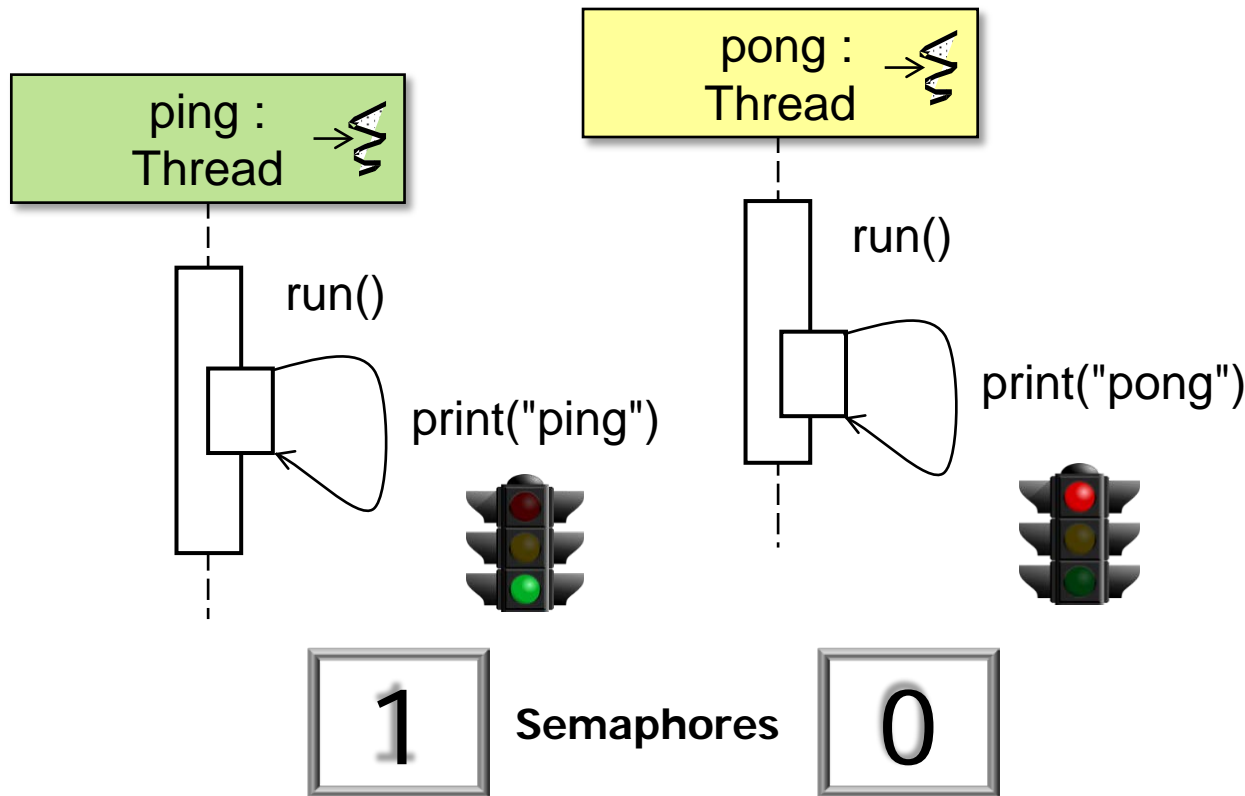 ping :
Thread
run()
print("ping")
pong :
Thread
run()
print("pong")
1
Semaphores
0